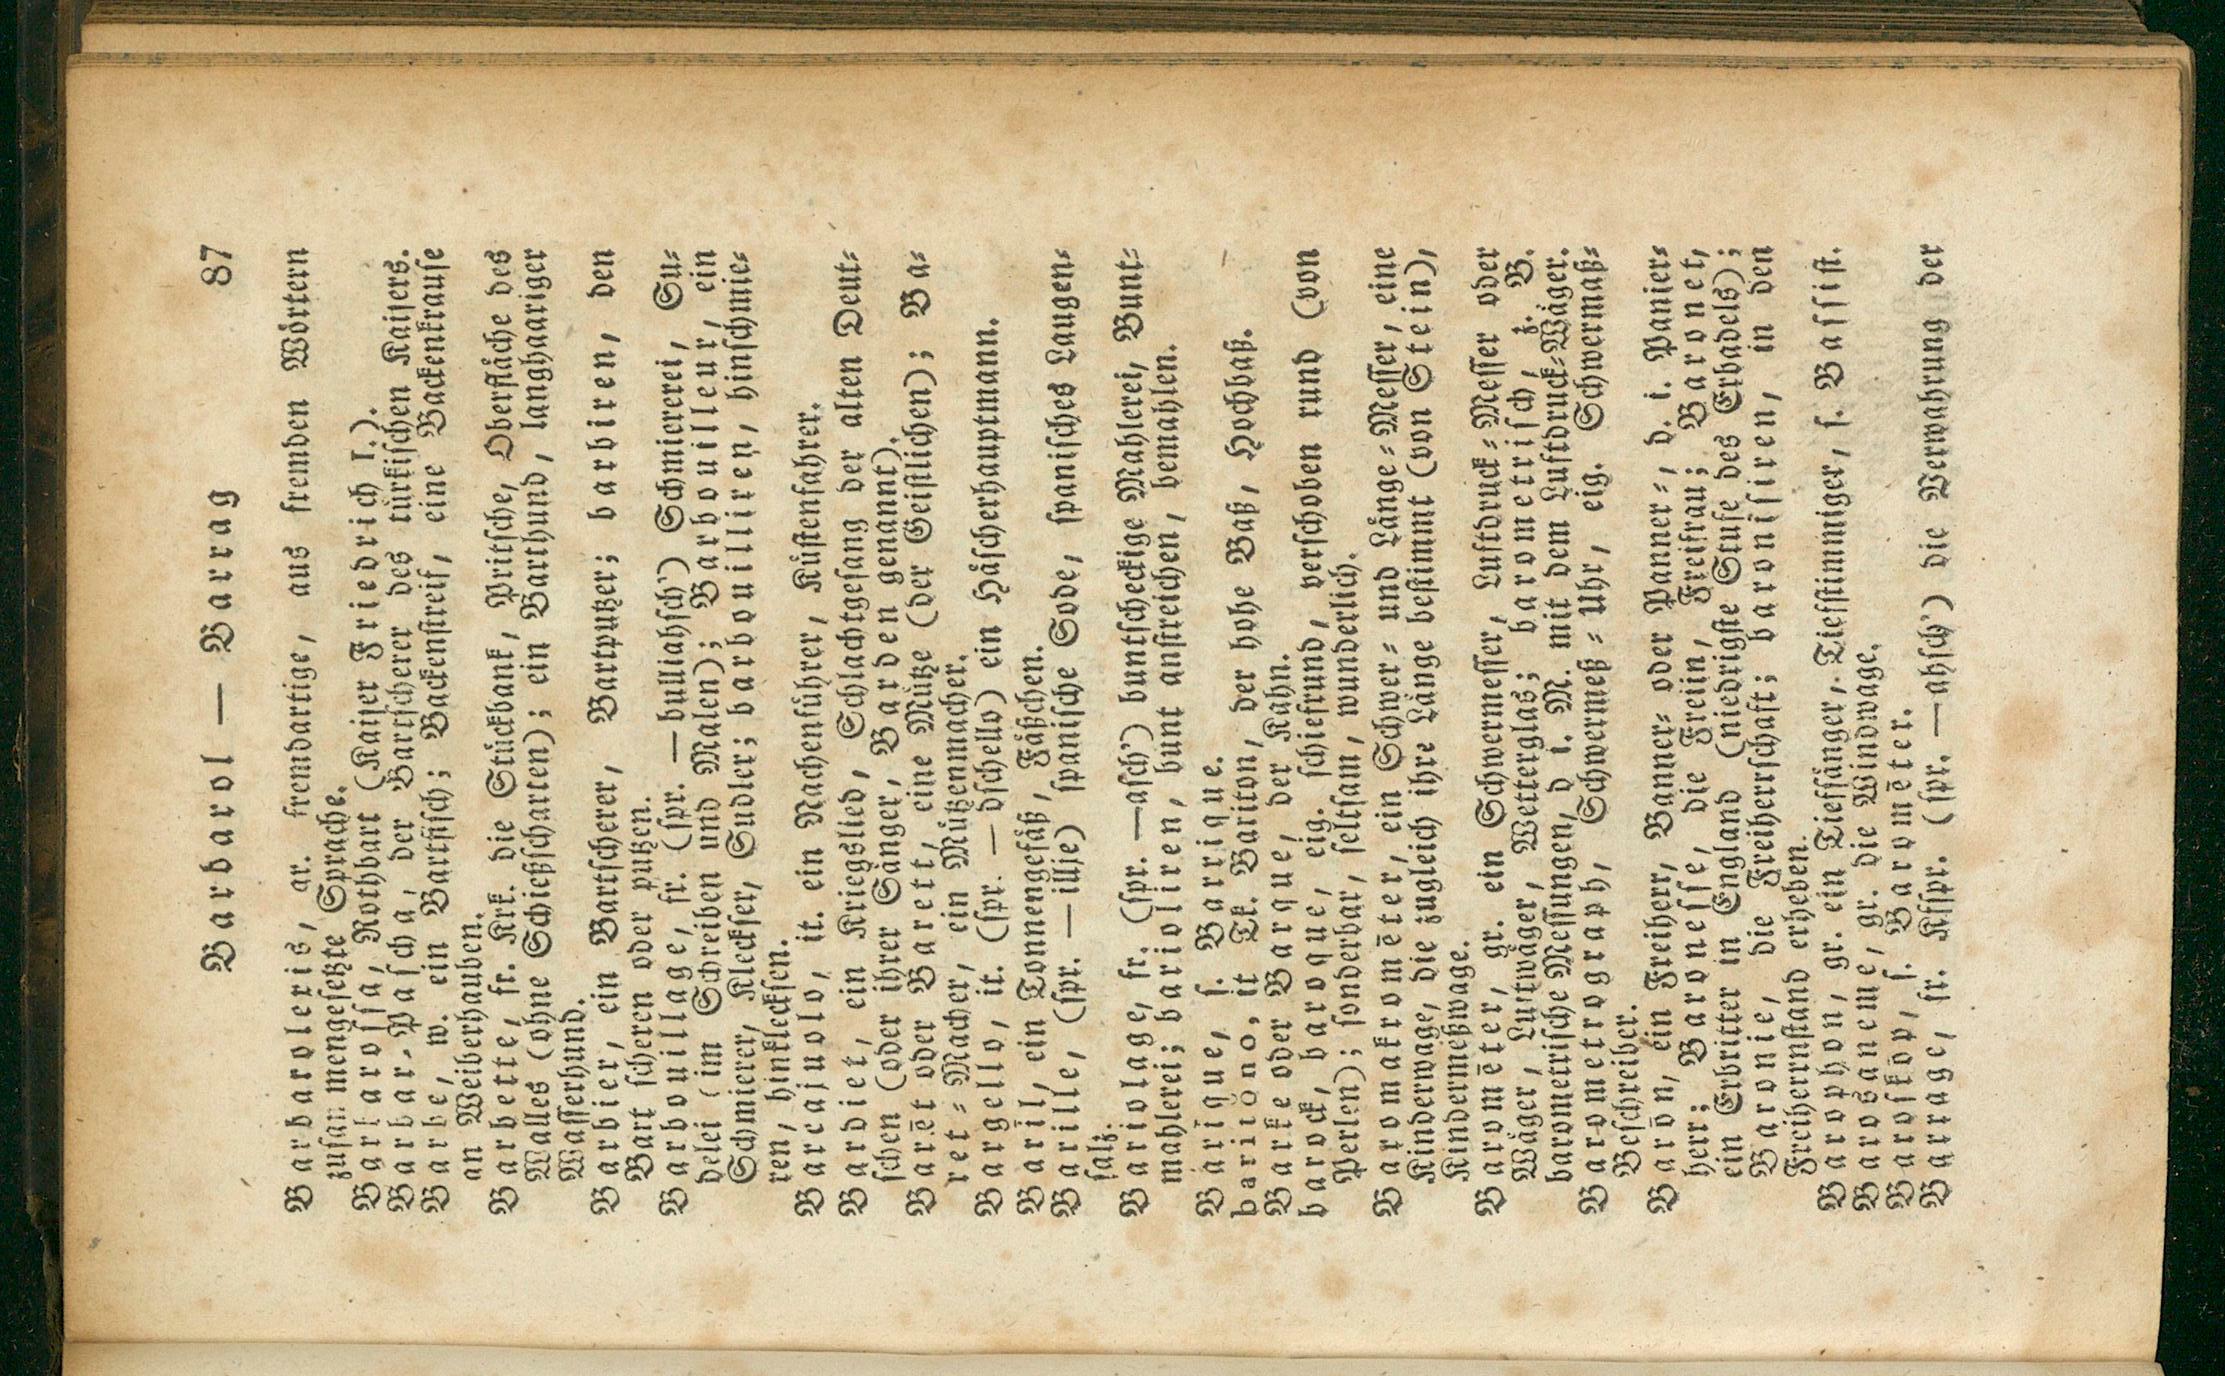 Barbarol — Barrag 87
Barbarolexis, gr. fremdartige, aus fremden Wörtern
zusammengesetzte Sprache.
Barbarossa, Rothbart (Kaiser Friedrich I.).
Barbar-Pascha, der Bartscherer des türkischen Kaisers.
Barbe, w. ein Bartfisch; Backenstreif, eine Backenkrause
an Weiberhauben.
Barbette, fr. Krk. die Stückbank, Pritsche, Oberfläche des
Walles (ohne Schießscharten); ein Barthund, langhaariger
Wasserhund.
Barbier, ein Bartscherer, Bartputzer; barbiren, den
Bart scheren oder putzen.
Barbouillage, fr. (spr. —bulliahsch’) Schmiererei, Su-
delei (im Schreiben und Malen); Barbouilleur, ein
Schmierer, Kleckser, Sudler; barbouilliren, hinschmie-
ren, hinklecksen.
Barcajuolo, it. ein Nachenführer, Küstenfahrer.
Bardiet, ein Kriegslied, Schlachtgesang der alten Deut-
schen (oder ihrer Sänger, Barden genannt).
Barēt oder Barett, eine Mütze (der Geistlichen); Ba-
ret-Macher, ein Mützenmacher.
Bargello, it. (spr. — dschello) ein Häscherhauptmann.
Barīl, ein Tonnengefäß, Fäßchen.
Barille, (spr. — illje) spanische Sode, spanisches Laugen-
salz.
Bariolage, fr. (spr. —asch’) buntscheckige Mahlerei, Bunt-
mahlerei; barioliren, bunt anstreichen, bemahlen.
Barīque, s. Barrique.
baritōno, it Tk. Bariton, der hohe Baß, Hochbaß.
Barke oder Barque, der Kahn.
barock, baroque, eig. schiefrund, verschoben rund (von
Perlen); sonderbar, seltsam, wunderlich.
Baromakromēter, ein Schwer- und Länge-Messer, eine
Kinderwage, die zugleich ihre Länge bestimmt (von Stein),
Kindermeßwage.
Baromēter, gr. ein Schwermesser, Luftdruck-Messer oder
Wäger, Luftwäger, Wetterglas; barometrisch, z. B.
barometrische Messungen, d i. M. mit dem Luftdruck-Wäger.
Barometrograph, Schwermeß-Uhr, eig. Schwermaß-
Beschreiber.
Barōn, ein Freiherr, Banner- oder Panner-, d. i. Panier-
herr; Baronesse, die Freiin, Freifrau; Baronet,
ein Erbritter in England (niedrigste Stufe des Erbadels);
Baronie, die Freiherrschaft; baronisiren, in den
Freiherrnstand erheben.
Barophon, gr. ein Tiefsänger, Tiefstimmiger, s. Bassist.
Barosaneme, gr. die Windwage.
Baroskop, s. Baromēter.
Barrage, fr. Kfspr. (spr. —ahsch’) die Verwahrung der